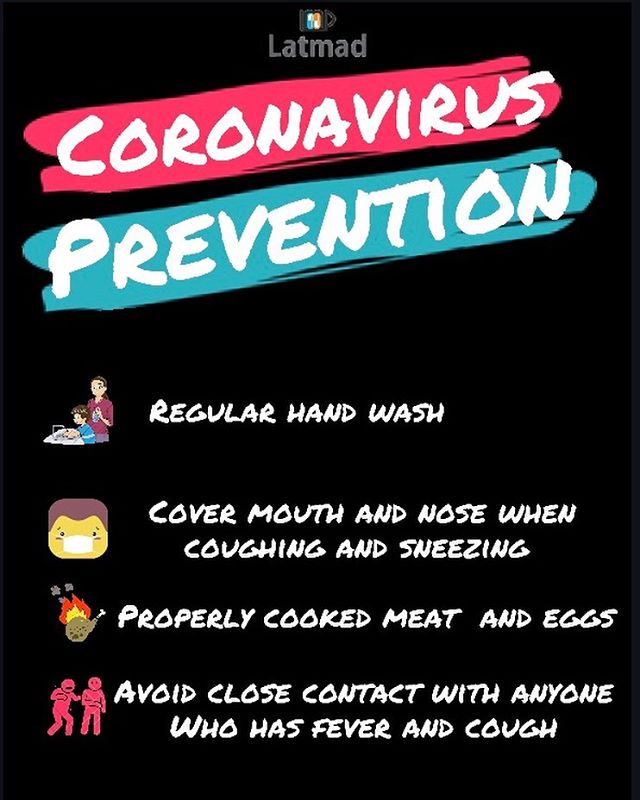 Latmad
CORONAVIRUS
PREVENTION
REGULAR HAND WASH
COVER MOUTH AND NOSE WHEN
COUGHING AND SNEEZING
PROPERLY COOKED MEAT AND EGGS
AVOID CLOSE CONTACT WITH ANYONE
WHO HAS FEVER AND COUGH